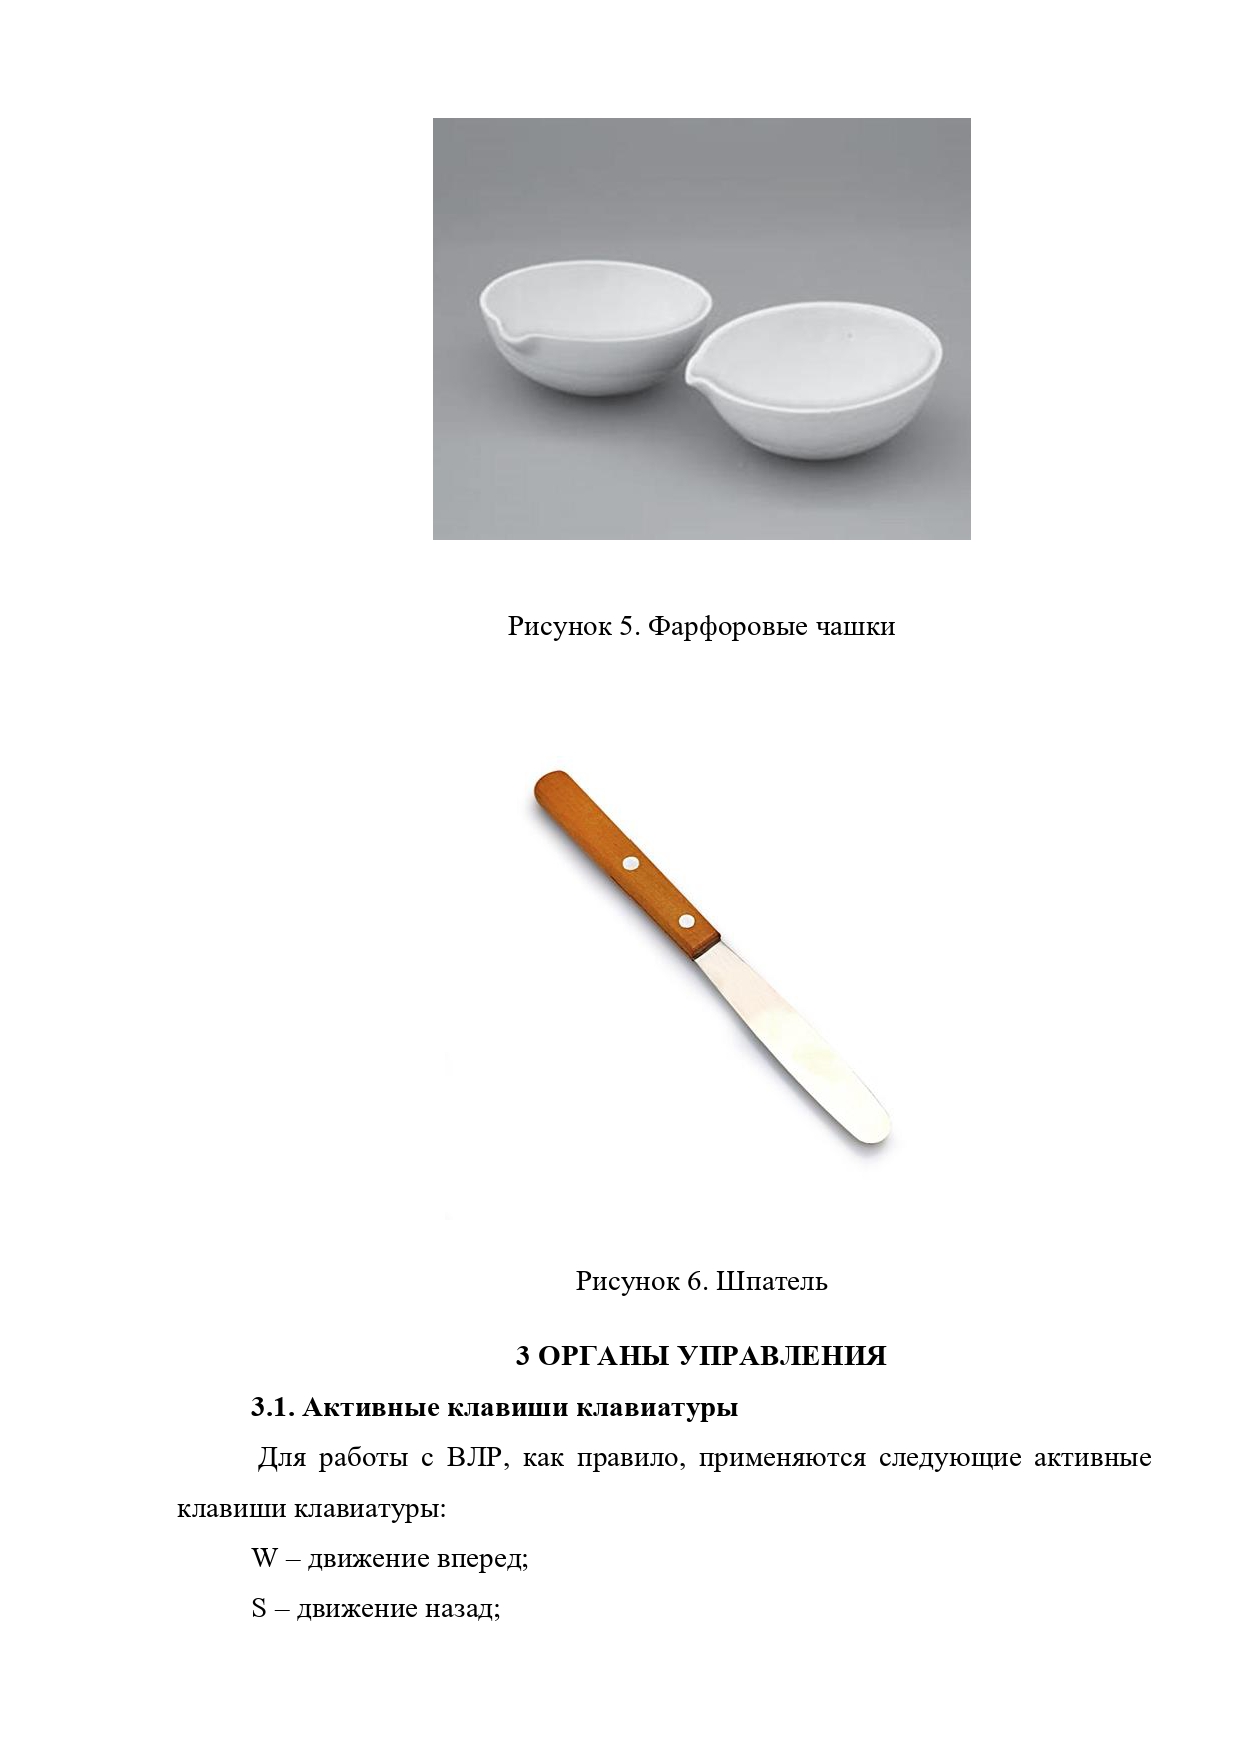 Рисунок 5. Фарфоровые чашки
Рисунок 6. Шпатель
3 ОРГАНЫ УПРАВЛЕНИЯ
3.1. Активные клавиши клавиатуры
Для работы с ВЛР, как правило, применяются следующие активные
клавиши клавиатуры:
W – движение вперед;
S – движение назад;